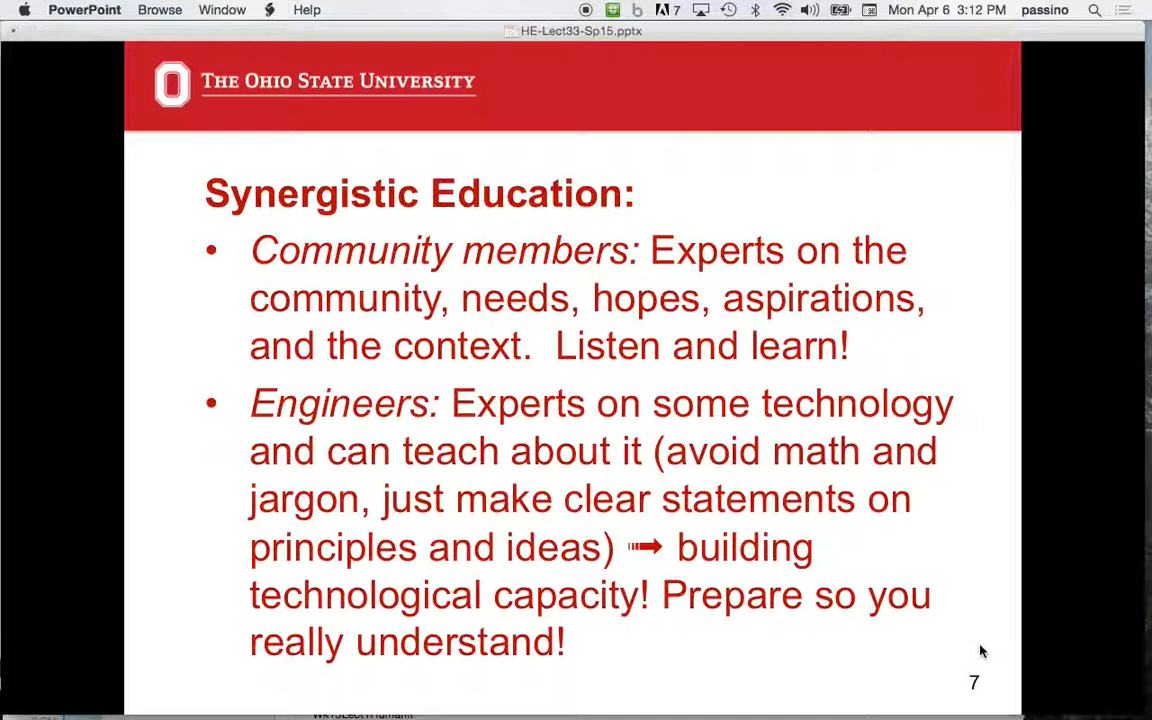 PowerPoint Browse Window Help 7 Mon Apr 6 3:12 PM passino
HE-Lect33-Sp15.pptx
THE OHIO STATE UNIVERSITY
Synergistic Education:
• Community members: Experts on the
community, needs, hopes, aspirations,
and the context. Listen and learn!
• Engineers: Experts on some technology
and can teach about it (avoid math and
jargon, just make clear statements on
principles and ideas) ➟ building
technological capacity! Prepare so you
really understand!
7